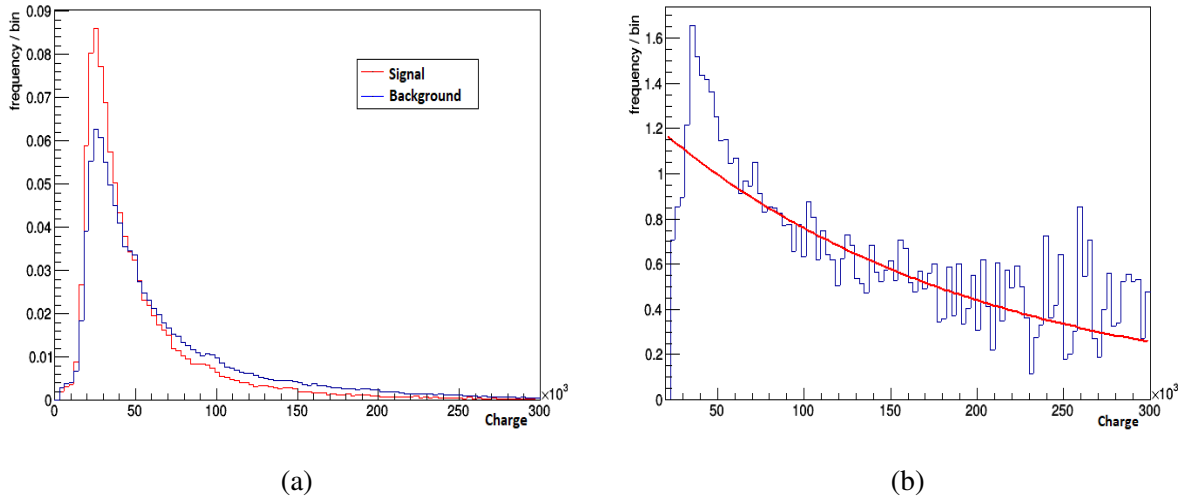 frequency / bin
0.09
0.08
0.07
0.06
0.05
0.04
0.03
0.02
0.01
0
Signal
Background
0 50 100 150 200 250 300
×10³
Charge
(a)
frequency / bin
1.6
1.4
1.2
1
0.8
0.6
0.4
0.2
0
50 100 150 200 250 300
×10³
Charge
(b)